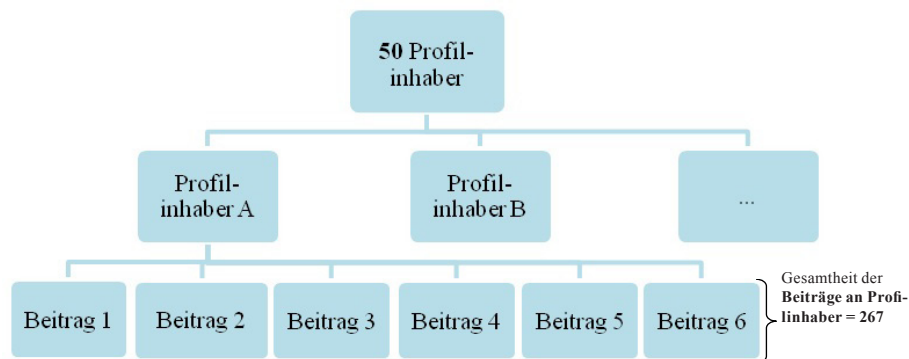 50 Profil-
inhaber
Profil-
inhaber A
Profil-
inhaber B
...
Beitrag 1
Beitrag 2
Beitrag 3
Beitrag 4
Beitrag 5
Beitrag 6
Gesamtheit der
Beiträge an Profi-
linhaber = 267